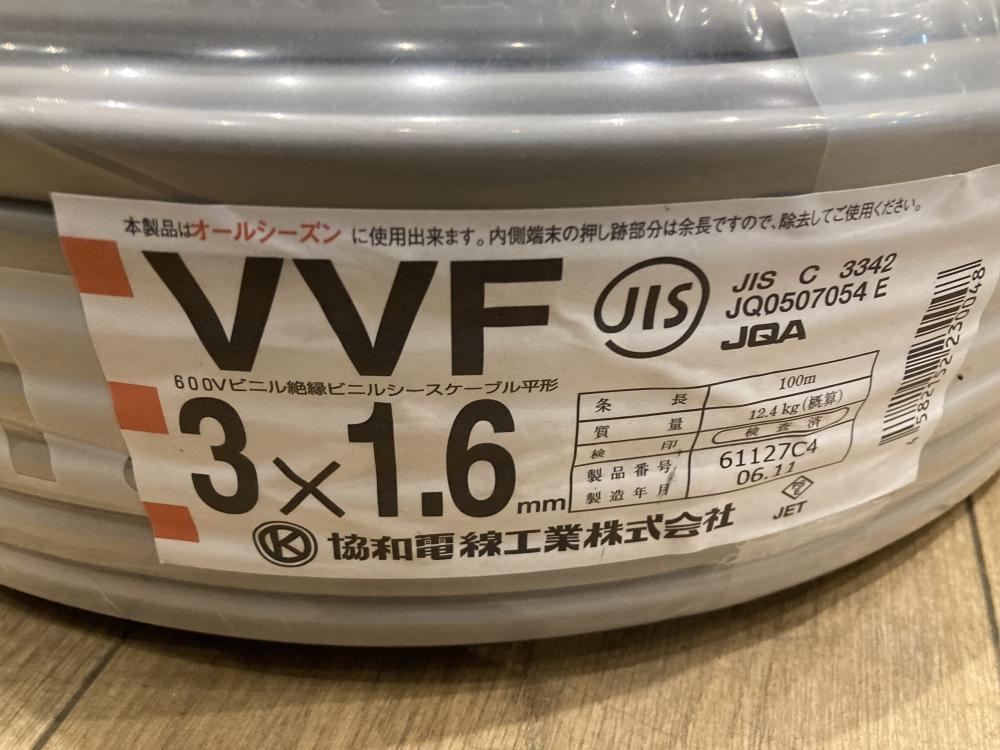 本製品はオールシーズン に使用出来ます。内側端末の押し跡部分は余長ですので、除去してご使用ください。
VVF
JIS
JIS C 3342
JQ0507054 E
JQA
600Vビニル絶縁ビニルシースケーブル平形
3×1.6mm
条長 100m
質量 12.4kg(概算)
検印 検査済
製品番号 61127C4
製造年月 06.11
JET
K 協和電線工業株式会社
4582152230048